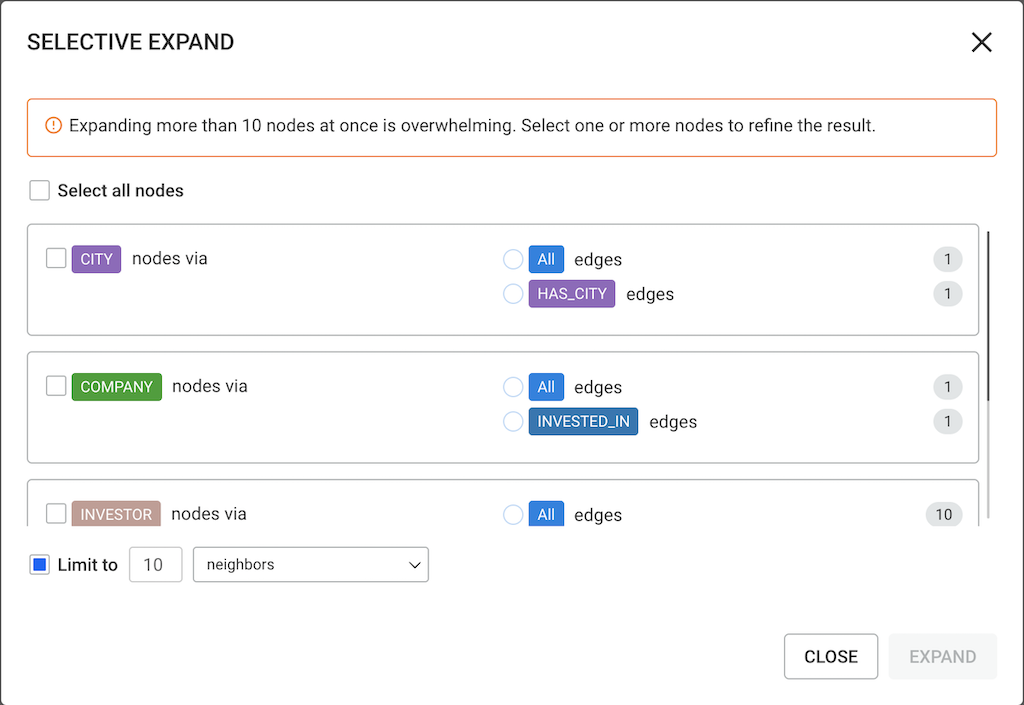 SELECTIVE EXPAND
Expanding more than 10 nodes at once is overwhelming. Select one or more nodes to refine the result.
Select all nodes
CITY nodes via All edges 1
HAS_CITY edges 1
COMPANY nodes via All edges 1
INVESTED_IN edges 1
INVESTOR nodes via All edges 10
Limit to 10 neighbors
CLOSE EXPAND